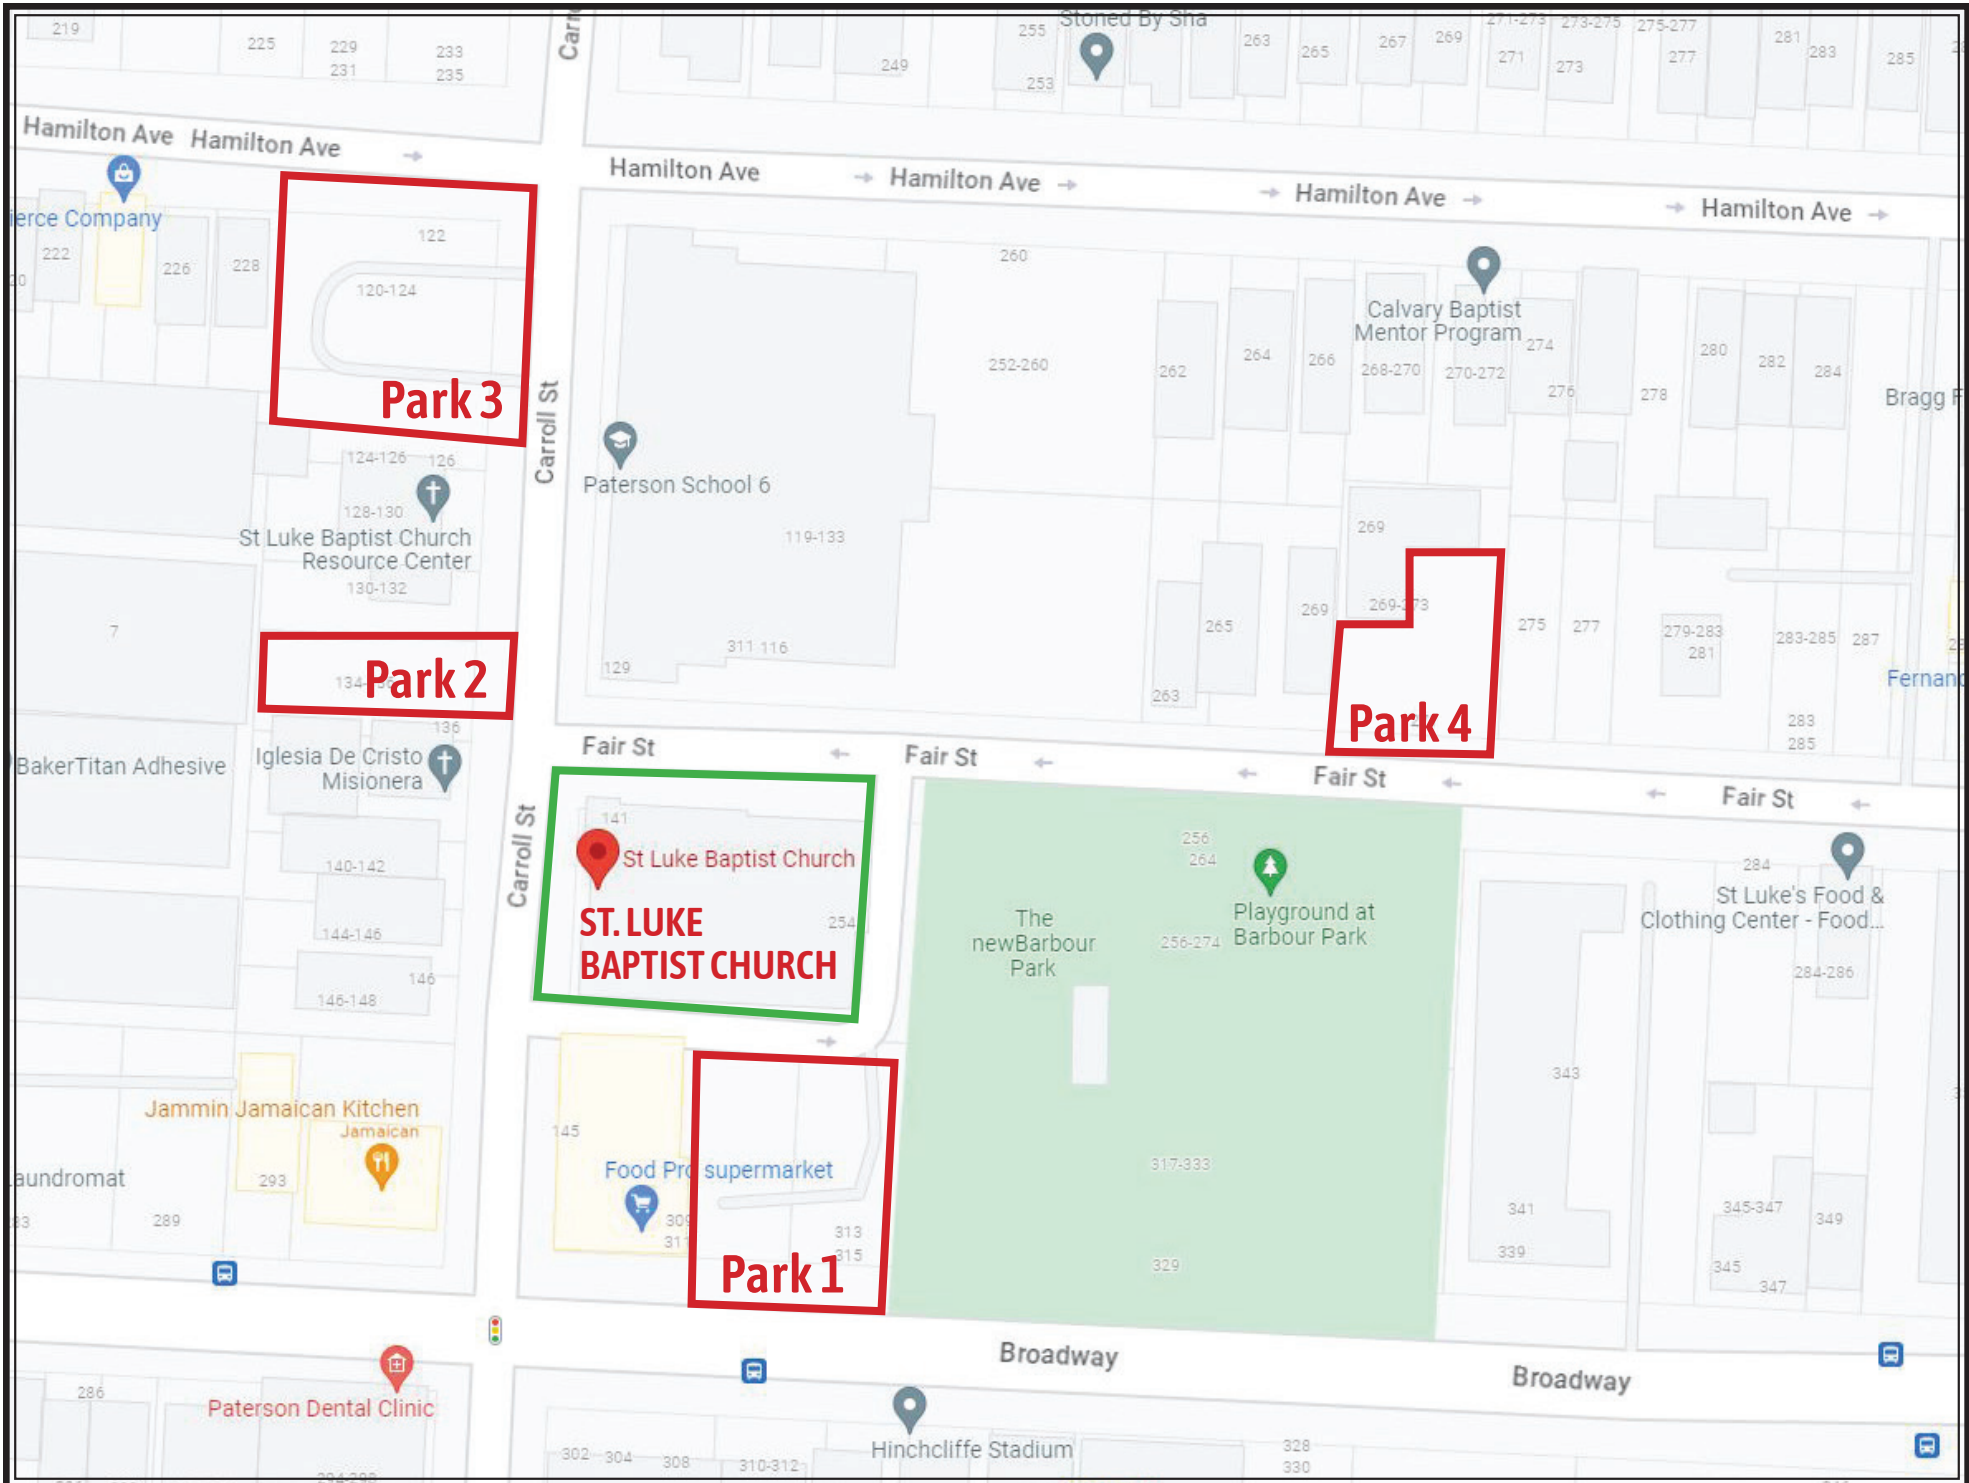 Stoned By Sha
219
225
229
231
233
235
249
255
253
263
265
267
269
271-273
271
273-275
273
275-277
277
281
283
285
Hamilton Ave
Hamilton Ave
Hamilton Ave
Hamilton Ave
Hamilton Ave
Hamilton Ave
ierce Company
222
226
228
122
120-124
Park 3
260
252-260
262
264
266
Calvary Baptist
Mentor Program
268-270
270-272
274
276
278
280
282
284
Bragg F
Carroll St
Paterson School 6
119-133
124-126
126
128-130
St Luke Baptist Church
Resource Center
130-132
7
Park 2
136
311 116
129
263
265
269
269
275
277
279-283
281
283-285
287
283
285
Fernand
Park 4
BakerTitan Adhesive
Iglesia De Cristo
Misionera
Fair St
Fair St
Fair St
Fair St
Carroll St
141
St Luke Baptist Church
254
ST. LUKE
BAPTIST CHURCH
140-142
144-146
146
146-148
256
264
256-274
The
newBarbour
Park
Playground at
Barbour Park
284
St Luke's Food &
Clothing Center - Food...
284-286
Jammin Jamaican Kitchen
Jamaican
293
289
aundromat
145
Food Pro supermarket
313
315
Park 1
317-333
329
343
341
339
345-347
349
345
347
Broadway
Broadway
286
Paterson Dental Clinic
302
304
308
310-312
Hinchcliffe Stadium
328
330